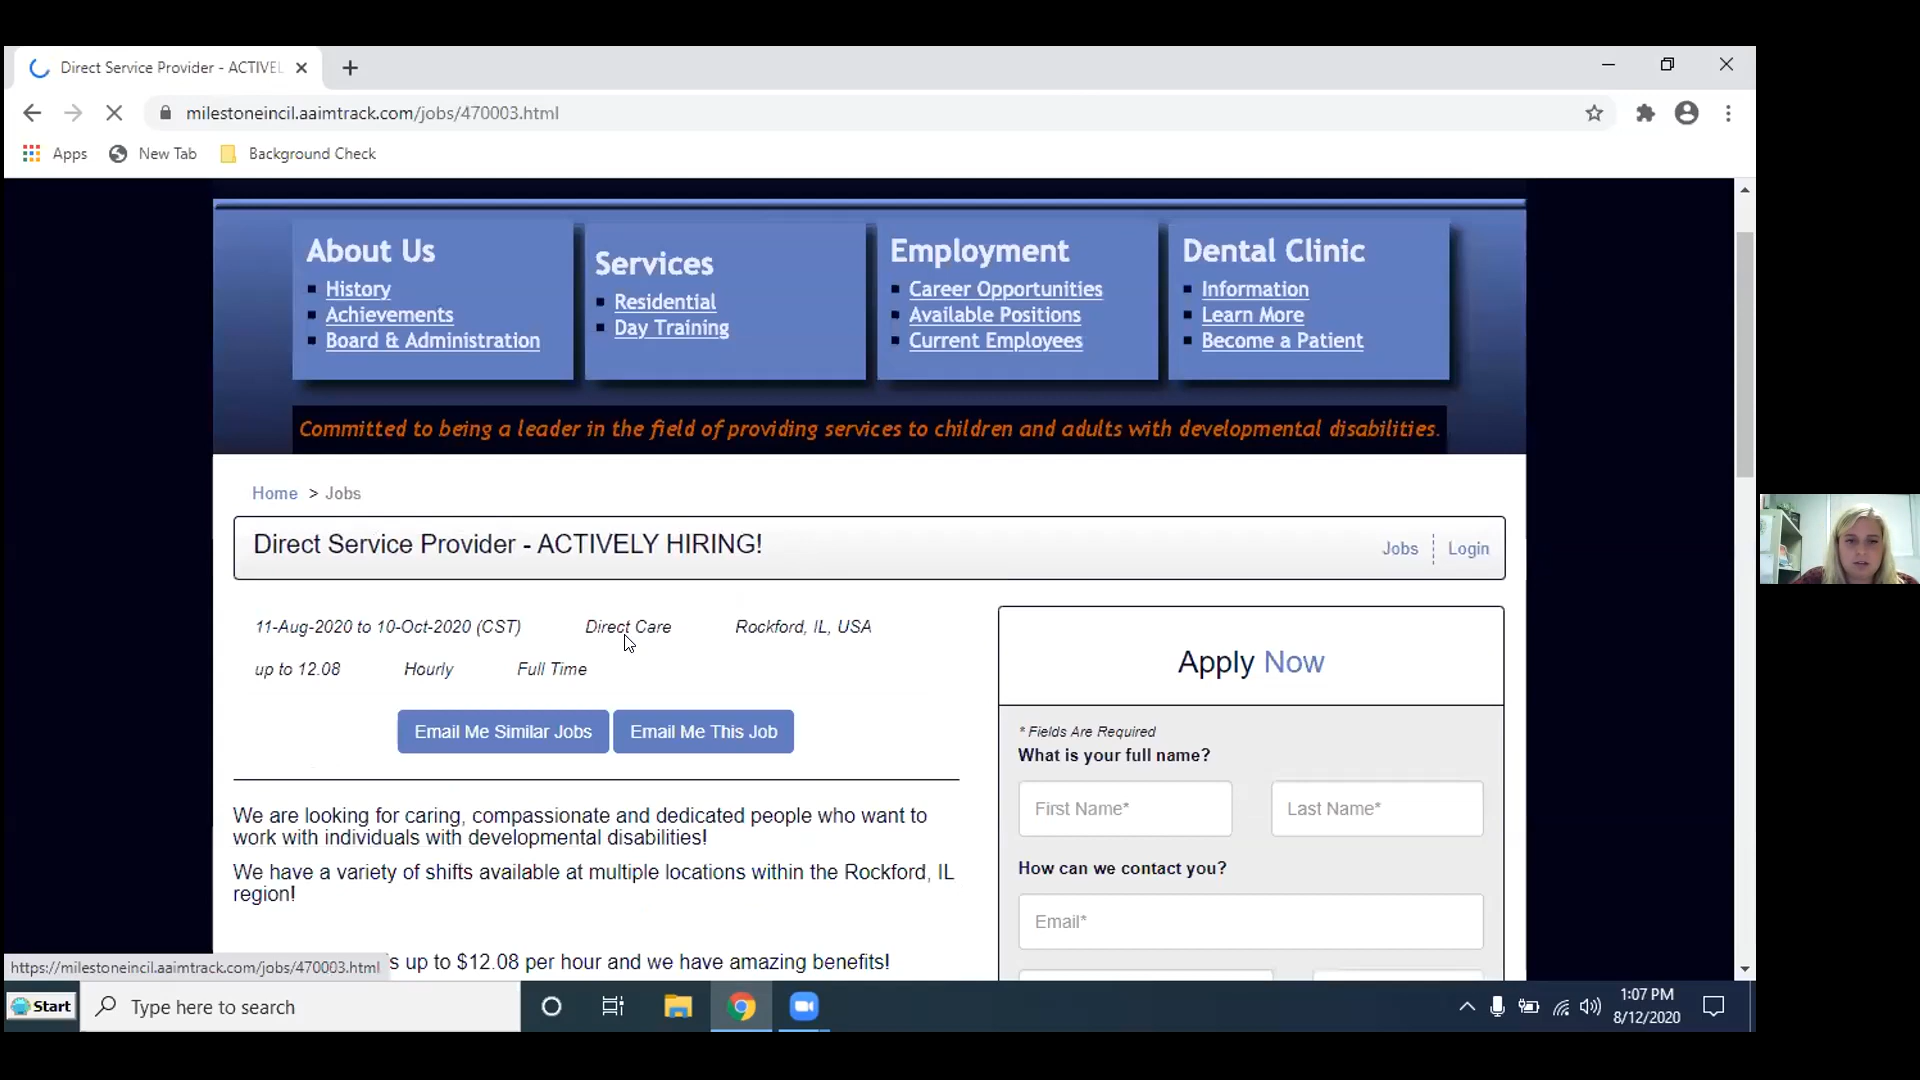 Direct Service Provider - ACTIVEL
milestoneincil.aaimtrack.com/jobs/470003.html
Apps New Tab Background Check
About Us
History
Achievements
Board & Administration
Services
Residential
Day Training
Employment
Career Opportunities
Available Positions
Current Employees
Dental Clinic
Information
Learn More
Become a Patient
Committed to being a leader in the field of providing services to children and adults with developmental disabilities.
Home > Jobs
Direct Service Provider - ACTIVELY HIRING!
Jobs Login
11-Aug-2020 to 10-Oct-2020 (CST) Direct Care Rockford, IL, USA
up to 12.08 Hourly Full Time
Email Me Similar Jobs Email Me This Job
We are looking for caring, compassionate and dedicated people who want to
work with individuals with developmental disabilities!
We have a variety of shifts available at multiple locations within the Rockford, IL
region!
s up to $12.08 per hour and we have amazing benefits!
Apply Now
* Fields Are Required
What is your full name?
First Name* Last Name*
How can we contact you?
Email*
https://milestoneincil.aaimtrack.com/jobs/470003.html
Start Type here to search
1:07 PM
8/12/2020